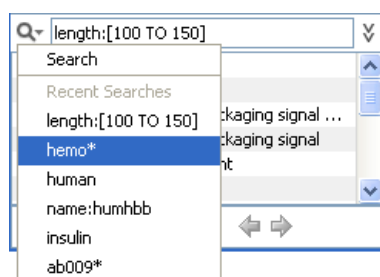 length:[100 TO 150]
Search
Recent Searches
length:[100 TO 150]
hemo*
human
name:humhbb
insulin
ab009*
ckaging signal ...
ckaging signal
nt